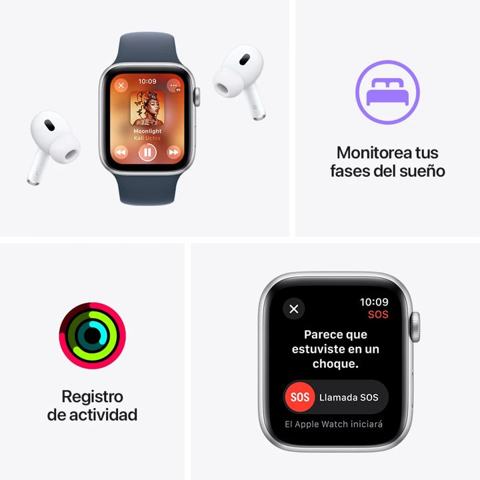 10:09
Moonlight
Kali Uchis
Monitorea tus
fases del sueño
Registro
de actividad
10:09
SOS
Parece que
estuviste en un
choque.
SOS Llamada SOS
El Apple Watch iniciará